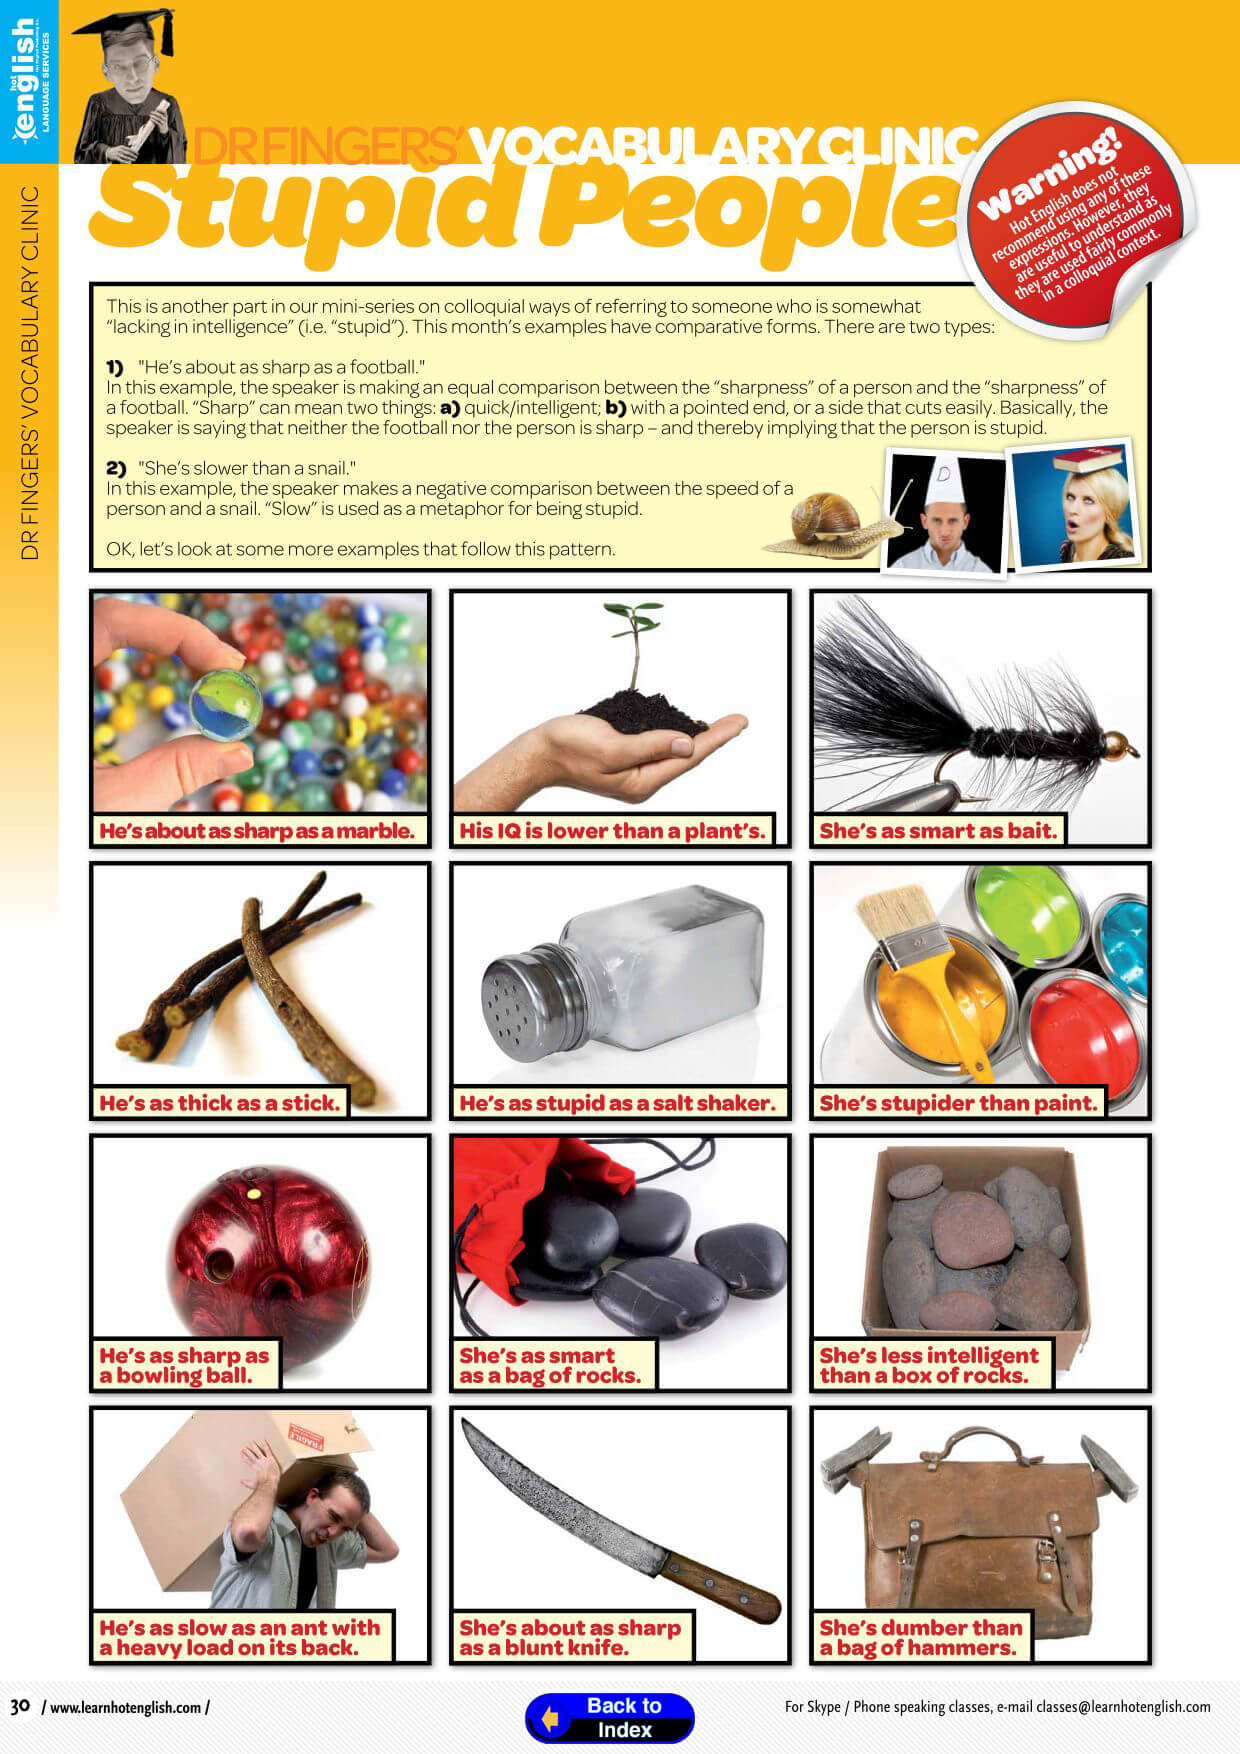 hot
english
LANGUAGE SERVICES
DR FINGERS' VOCABULARY CLINIC
DR FINGERS' VOCABULARY CLINIC
Stupid People
Warning!
Hot English does not
recommend using any of these
expressions. However, they
are useful to understand as
they are used fairly commonly
in a colloquial context.
This is another part in our mini-series on colloquial ways of referring to someone who is somewhat
“lacking in intelligence” (i.e. “stupid”). This month’s examples have comparative forms. There are two types:
1) "He’s about as sharp as a football."
In this example, the speaker is making an equal comparison between the “sharpness” of a person and the “sharpness” of
a football. “Sharp” can mean two things: a) quick/intelligent; b) with a pointed end, or a side that cuts easily. Basically, the
speaker is saying that neither the football nor the person is sharp – and thereby implying that the person is stupid.
2) "She’s slower than a snail."
In this example, the speaker makes a negative comparison between the speed of a
person and a snail. “Slow” is used as a metaphor for being stupid.
OK, let’s look at some more examples that follow this pattern.
D
He’s about as sharp as a marble.
His IQ is lower than a plant’s.
She’s as smart as bait.
He’s as thick as a stick.
He’s as stupid as a salt shaker.
She’s stupider than paint.
He’s as sharp as
a bowling ball.
She’s as smart
as a bag of rocks.
She’s less intelligent
than a box of rocks.
FRAGILE
He’s as slow as an ant with
a heavy load on its back.
She’s about as sharp
as a blunt knife.
She’s dumber than
a bag of hammers.
30 / www.learnhotenglish.com /
Back to
Index
For Skype / Phone speaking classes, e-mail classes@learnhotenglish.com